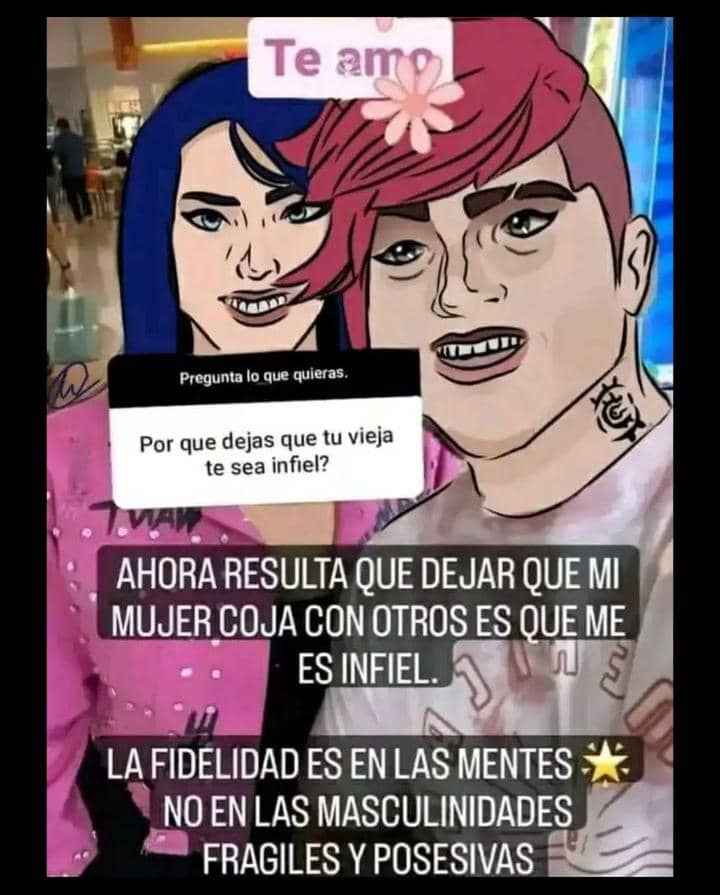 Te amo
Pregunta lo que quieras.
Por que dejas que tu vieja
te sea infiel?
AHORA RESULTA QUE DEJAR QUE MI
MUJER COJA CON OTROS ES QUE ME
ES INFIEL.
LA FIDELIDAD ES EN LAS MENTES 🌟
NO EN LAS MASCULINIDADES
FRAGILES Y POSESIVAS